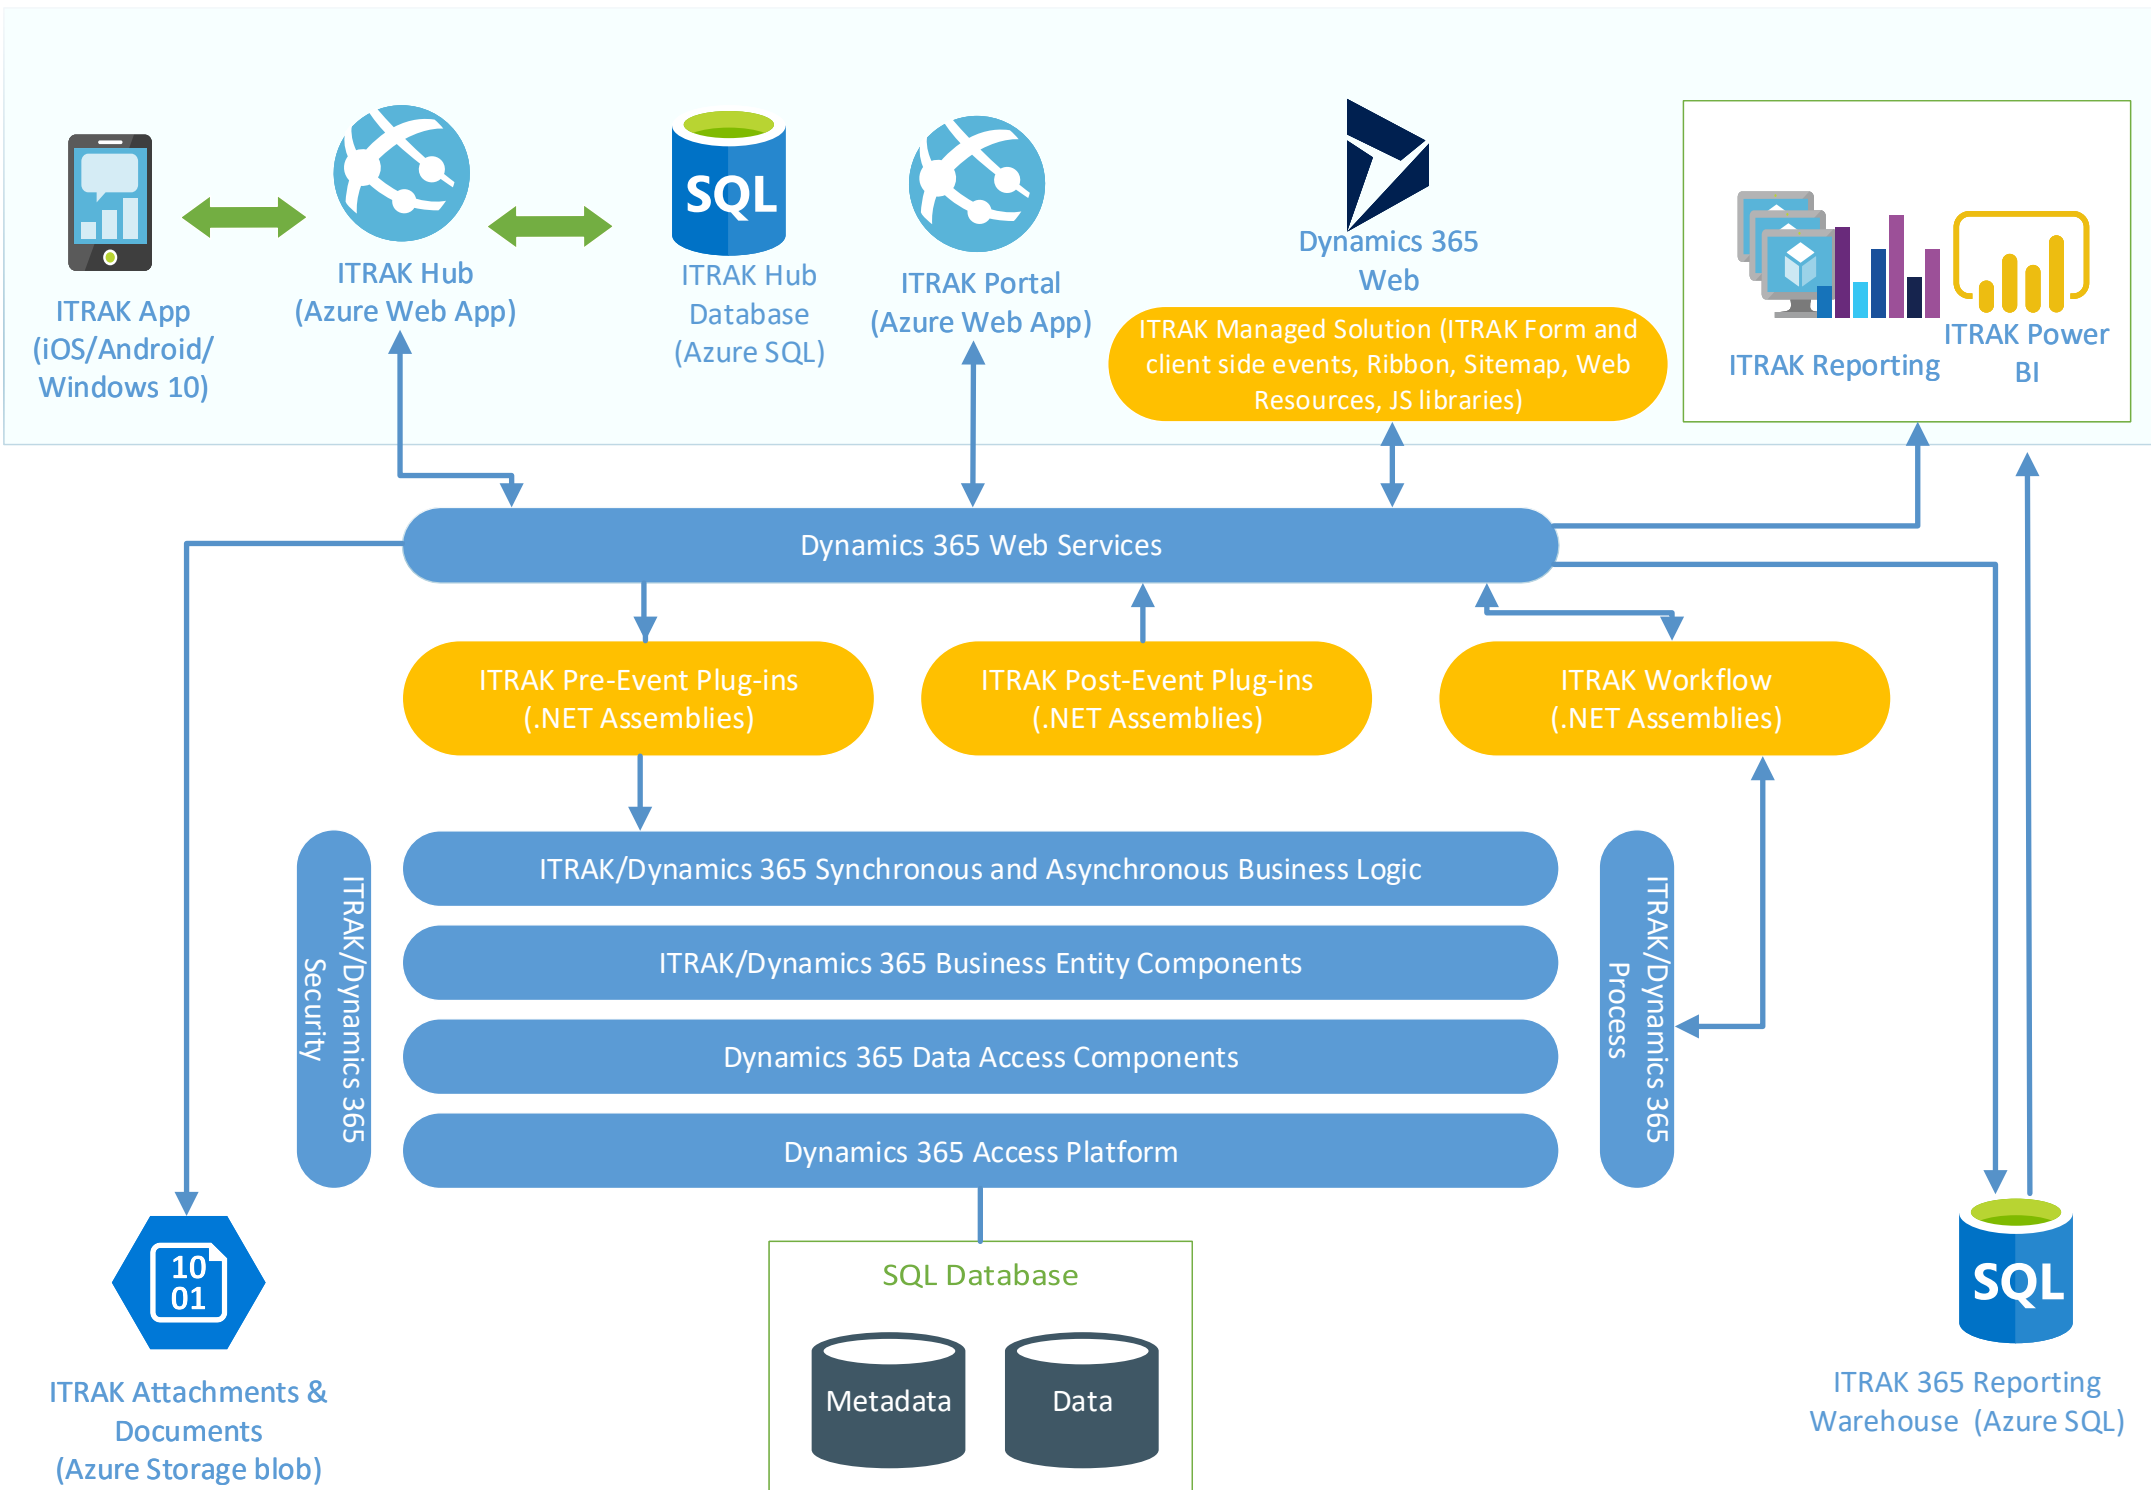 SQL
ITRAK App
(iOS/Android/
Windows 10)
ITRAK Hub
(Azure Web App)
ITRAK Hub
Database
(Azure SQL)
ITRAK Portal
(Azure Web App)
Dynamics 365
Web
ITRAK Managed Solution (ITRAK Form and
client side events, Ribbon, Sitemap, Web
Resources, JS libraries)
ITRAK Reporting
ITRAK Power
BI
Dynamics 365 Web Services
ITRAK Pre-Event Plug-ins
(.NET Assemblies)
ITRAK Post-Event Plug-ins
(.NET Assemblies)
ITRAK Workflow
(.NET Assemblies)
ITRAK/Dynamics 365
Security
ITRAK/Dynamics 365 Synchronous and Asynchronous Business Logic
ITRAK/Dynamics 365 Business Entity Components
Dynamics 365 Data Access Components
Dynamics 365 Access Platform
ITRAK/Dynamics 365
Process
10
01
ITRAK Attachments &
Documents
(Azure Storage blob)
SQL Database
Metadata
Data
SQL
ITRAK 365 Reporting
Warehouse (Azure SQL)